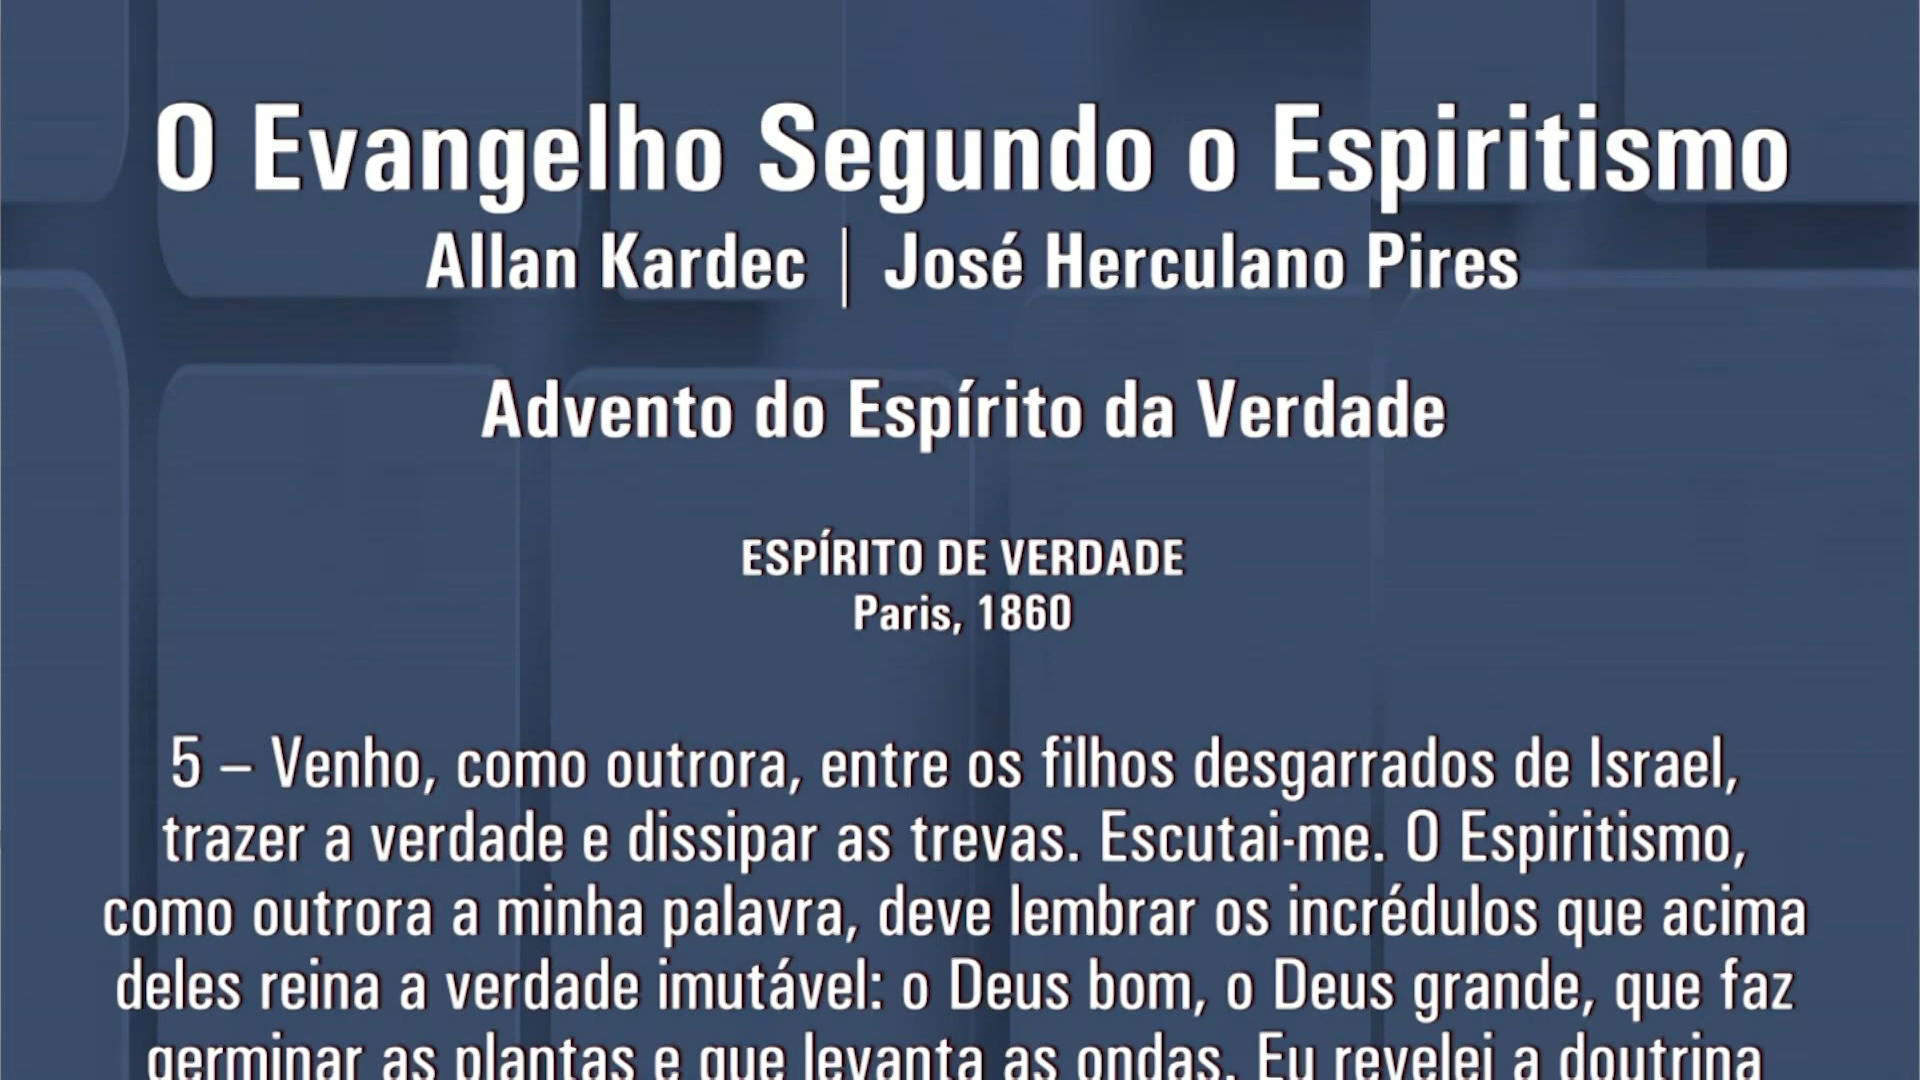 O Evangelho Segundo o Espiritismo
Allan Kardec | José Herculano Pires
Advento do Espírito da Verdade
ESPÍRITO DE VERDADE
Paris, 1860
5 – Venho, como outrora, entre os filhos desgarrados de Israel,
trazer a verdade e dissipar as trevas. Escutai-me. O Espiritismo,
como outrora a minha palavra, deve lembrar os incrédulos que acima
deles reina a verdade imutável: o Deus bom, o Deus grande, que faz
germinar as plantas e que levanta as ondas. Eu revelei a doutrina